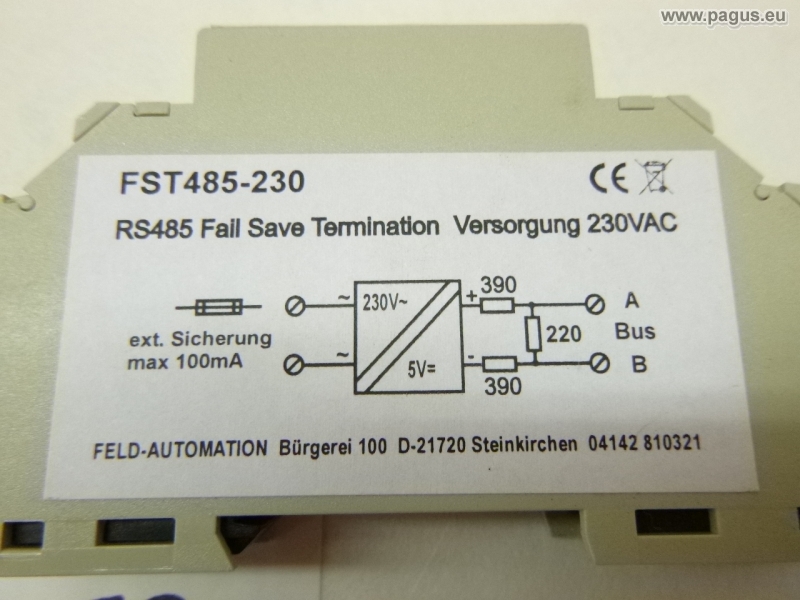 www.pagus.eu
FST485-230
CE
RS485 Fail Save Termination Versorgung 230VAC
390
230V~
~
+
A
ext. Sicherung
220
Bus
max 100mA
~
5V=
-
B
390
FELD-AUTOMATION Bürgerei 100 D-21720 Steinkirchen 04142 810321